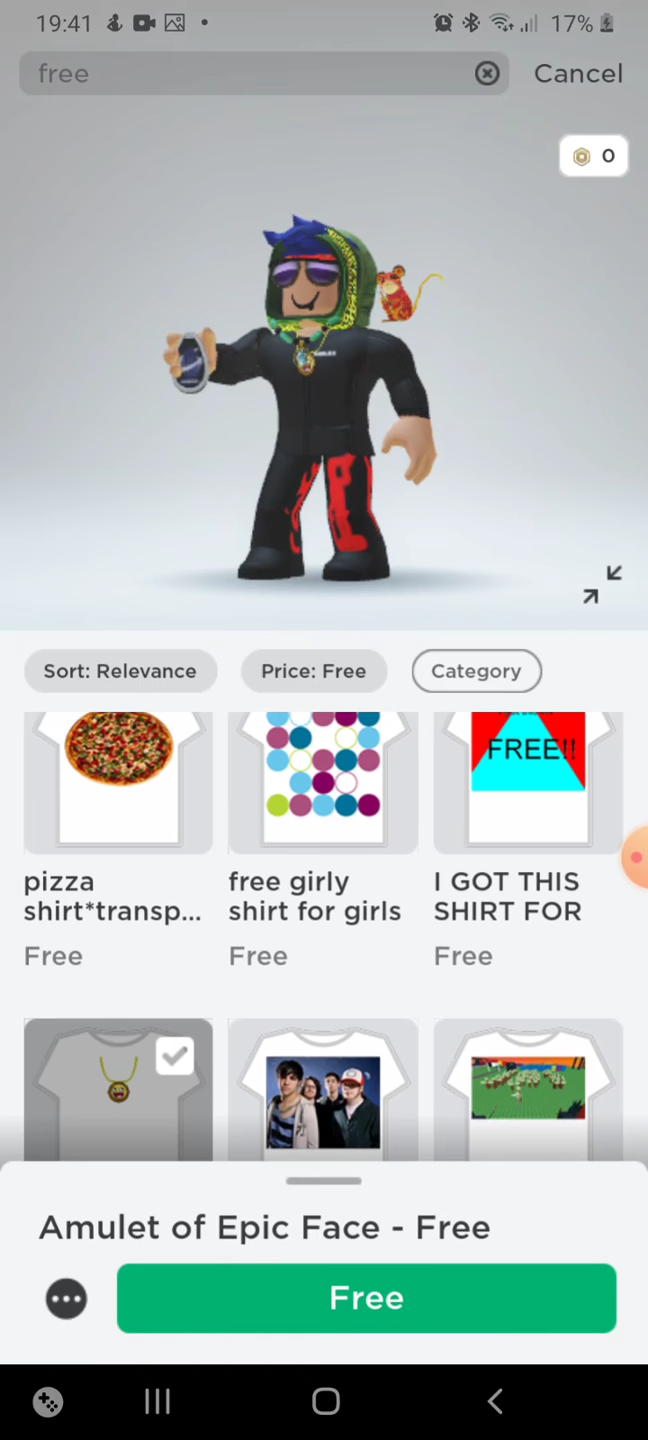 19:41
17%
free
Cancel
0
Sort: Relevance
Price: Free
Category
FREE!!
pizza
shirt*transp...
Free
free girly
shirt for girls
Free
I GOT THIS
SHIRT FOR
Free
Amulet of Epic Face - Free
Free